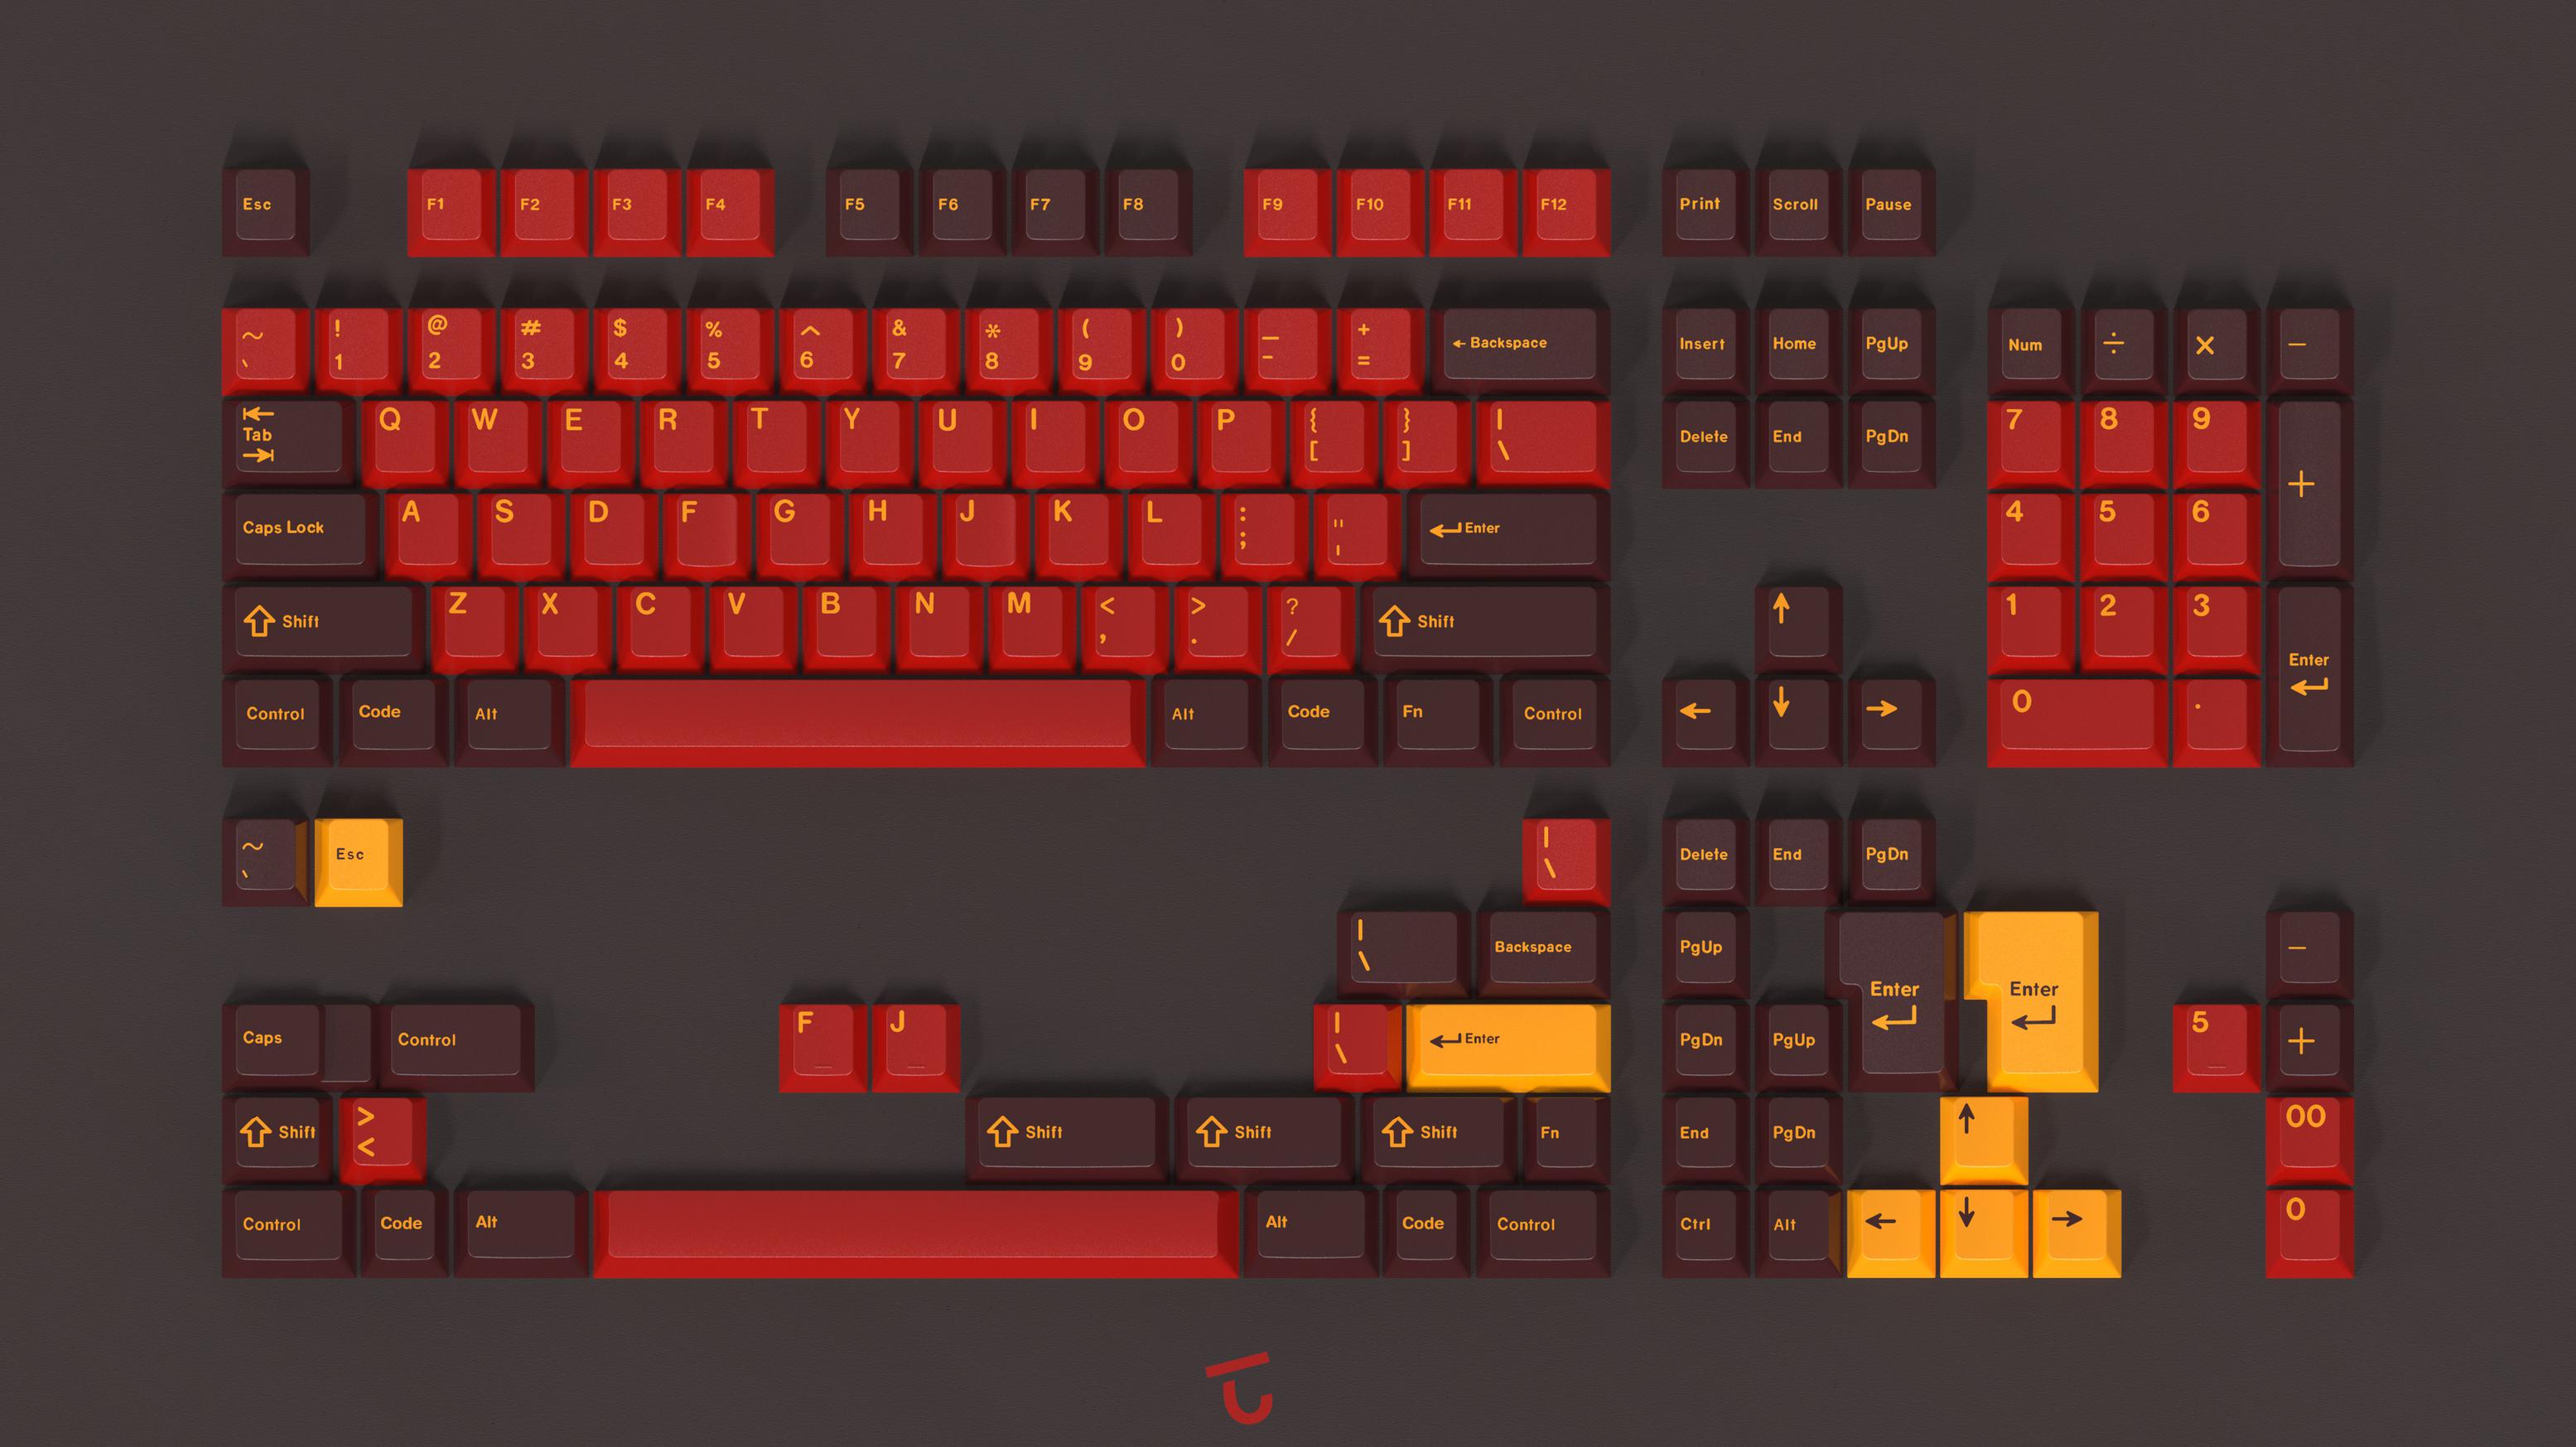 Esc F1 F2 F3 F4 F5 F6 F7 F8 F9 F10 F11 F12 Print Scroll Pause
~ ! @ # $ % ^ & * ( ) _ +
` 1 2 3 4 5 6 7 8 9 0 - = ← Backspace Insert Home PgUp Num ÷ × −
⇤
Tab
⇥
Q W E R T Y U I O P { } |
[ ] \ Delete End PgDn 7 8 9 +
Caps Lock A S D F G H J K L : "
; ' ↵ Enter 4 5 6
⇧ Shift Z X C V B N M < > ?
, . / ⇧ Shift ↑ 1 2 3 Enter
↵
Control Code Alt Alt Code Fn Control ← ↓ → 0 .
~
` Esc |
\ Delete End PgDn
|
\ Backspace PgUp Enter
↵ Enter
↵ −
Caps Control F J |
\ ↵ Enter PgDn PgUp 5 +
⇧ Shift >
< ⇧ Shift ⇧ Shift ⇧ Shift Fn End PgDn ↑ 00
Control Code Alt Alt Code Control Ctrl Alt ← ↓ → 0